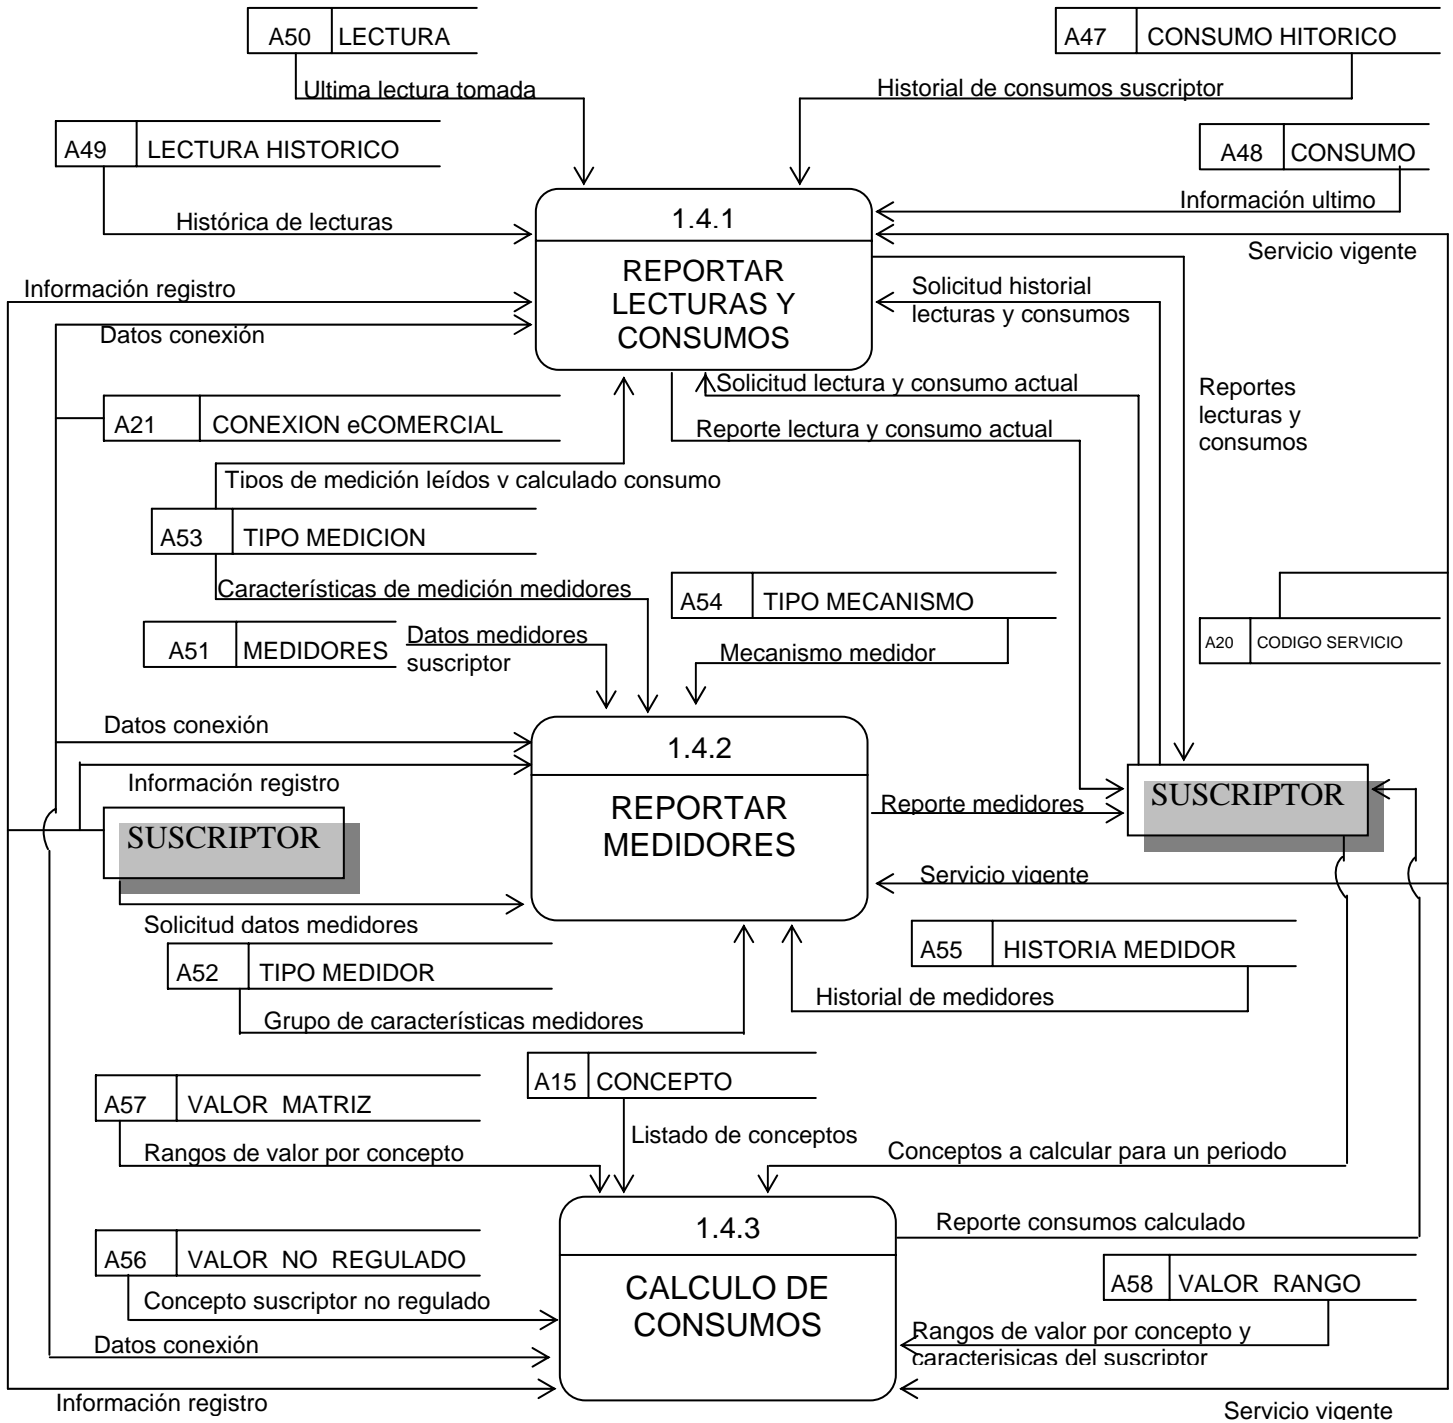 A50 LECTURA
A47 CONSUMO HITORICO
Ultima lectura tomada
Historial de consumos suscriptor
A49 LECTURA HISTORICO
A48 CONSUMO
Información ultimo
1.4.1
Histórica de lecturas
Servicio vigente
REPORTAR
LECTURAS Y
CONSUMOS
Información registro
Solicitud historial
lecturas y consumos
Datos conexión
Solicitud lectura y consumo actual
Reportes
lecturas y
consumos
A21 CONEXION eCOMERCIAL
Reporte lectura y consumo actual
Tipos de medición leídos y calculado consumo
A53 TIPO MEDICION
Características de medición medidores
A54 TIPO MECANISMO
A51 MEDIDORES
Datos medidores
suscriptor
Mecanismo medidor
A20 CODIGO SERVICIO
Datos conexión
1.4.2
Información registro
REPORTAR
MEDIDORES
Reporte medidores
SUSCRIPTOR
SUSCRIPTOR
Servicio vigente
Solicitud datos medidores
A52 TIPO MEDIDOR
A55 HISTORIA MEDIDOR
Historial de medidores
Grupo de características medidores
A15 CONCEPTO
A57 VALOR MATRIZ
Listado de conceptos
Rangos de valor por concepto
Conceptos a calcular para un periodo
1.4.3
Reporte consumos calculado
A56 VALOR NO REGULADO
CALCULO DE
CONSUMOS
A58 VALOR RANGO
Concepto suscriptor no regulado
Datos conexión
Rangos de valor por concepto y
caracterisicas del suscriptor
Información registro
Servicio vigente